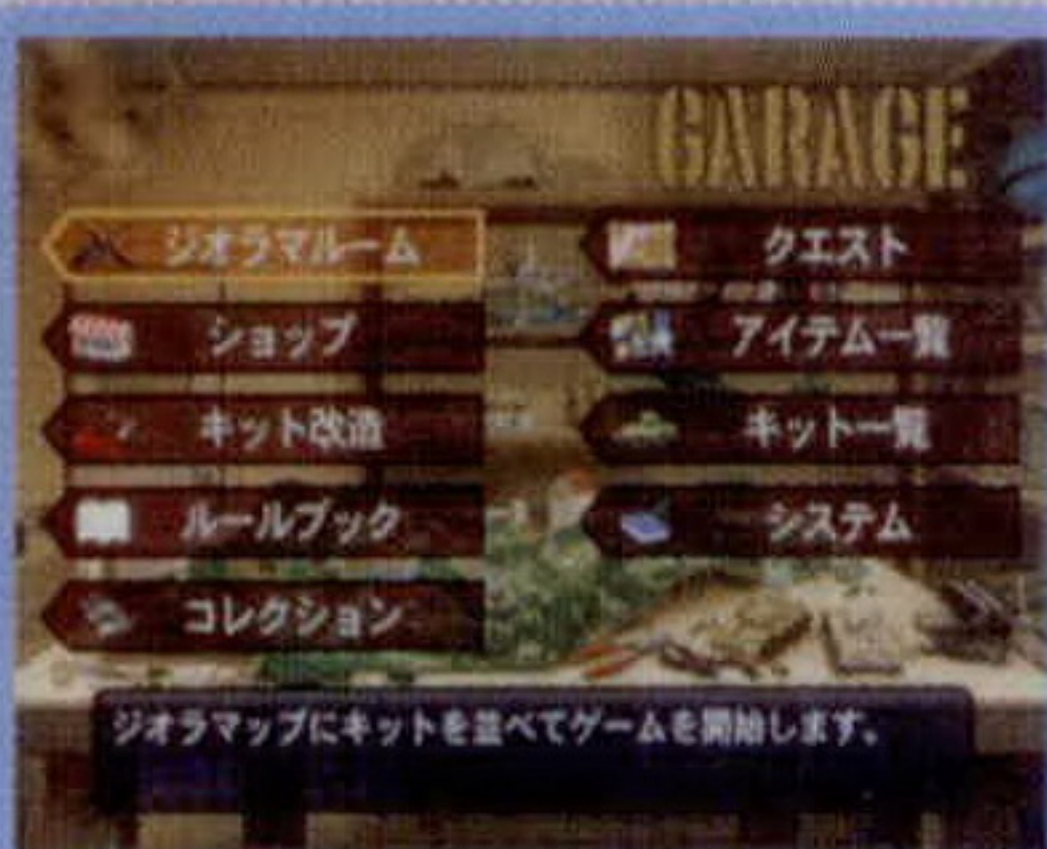 GARAGE
ジオラマルーム
ショップ
キット改造
ルールブック
コレクション
クエスト
アイテム一覧
キット一覧
システム
ジオラマップにキットを並べてゲームを開始します。